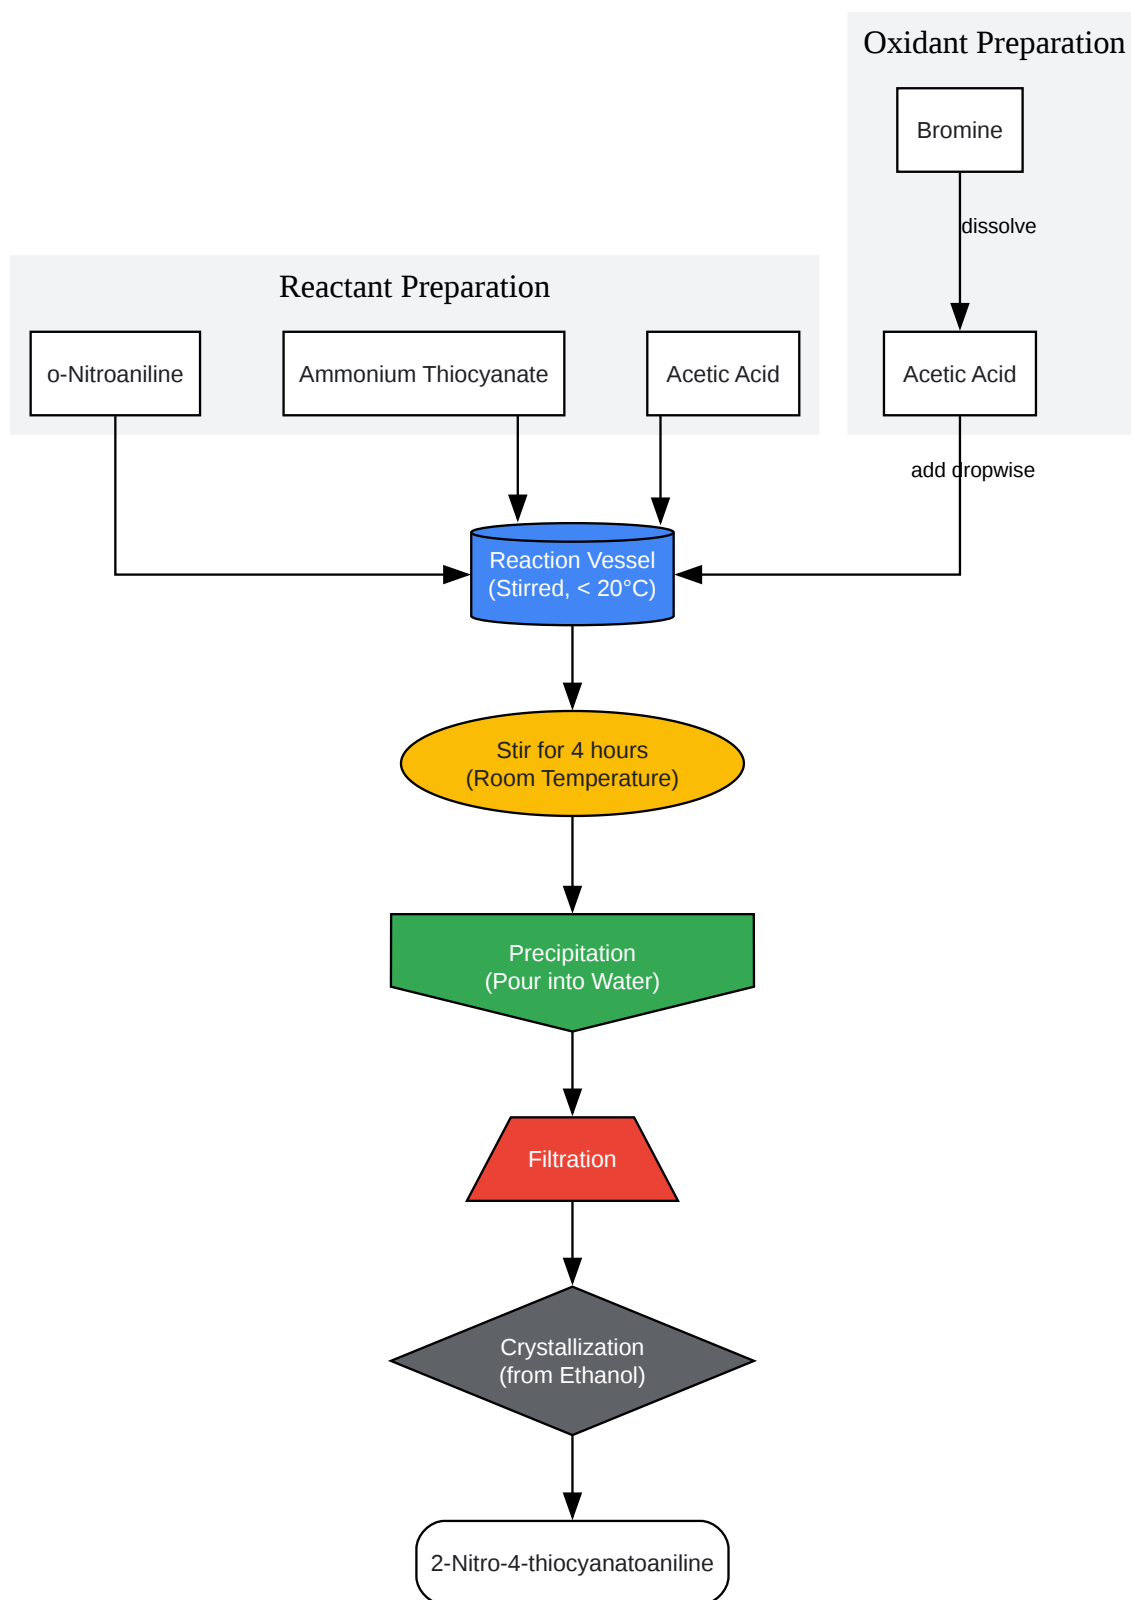 Oxidant Preparation
Bromine
dissolve
Reactant Preparation
o-Nitroaniline
Ammonium Thiocyanate
Acetic Acid
Acetic Acid
add dropwise
Reaction Vessel
(Stirred, < 20°C)
Stir for 4 hours
(Room Temperature)
Precipitation
(Pour into Water)
Filtration
Crystallization
(from Ethanol)
2-Nitro-4-thiocyanatoaniline